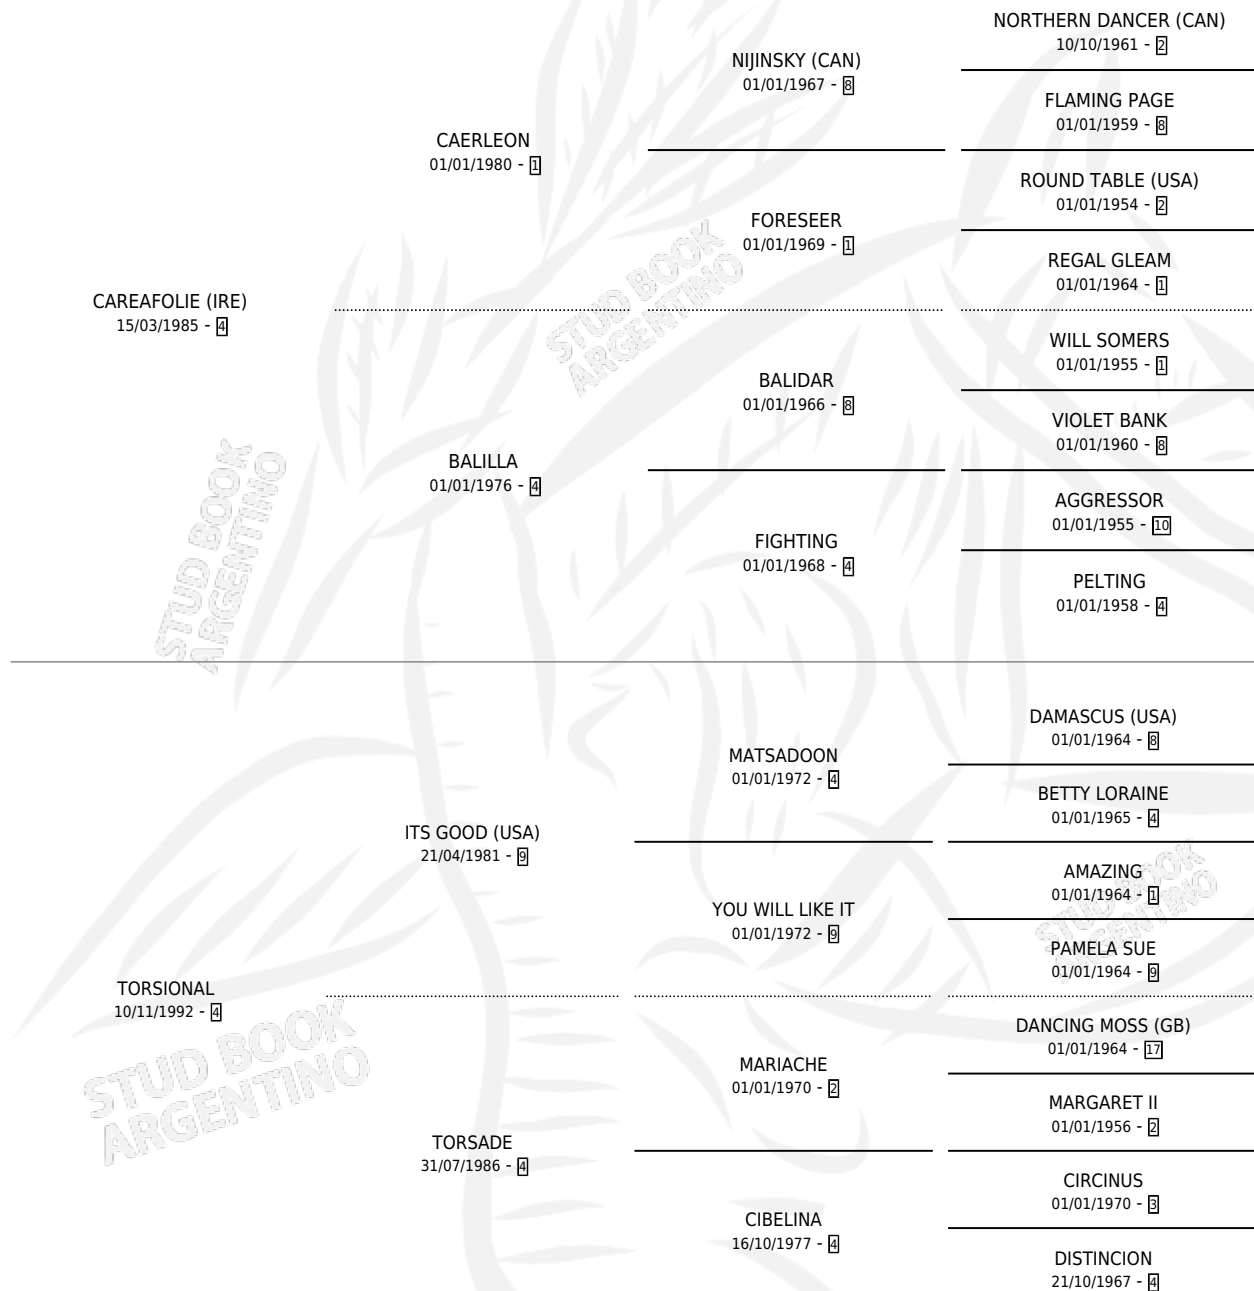 NORTHERN DANCER (CAN)
10/10/1961 - 2
NIJINSKY (CAN)
01/01/1967 - 8
FLAMING PAGE
01/01/1959 - 8
CAERLEON
01/01/1980 - 1
ROUND TABLE (USA)
01/01/1954 - 2
FORESEER
01/01/1969 - 1
REGAL GLEAM
01/01/1964 - 1
CAREAFOLIE (IRE)
15/03/1985 - 4
WILL SOMERS
01/01/1955 - 1
BALIDAR
01/01/1966 - 8
VIOLET BANK
01/01/1960 - 8
BALILLA
01/01/1976 - 4
AGGRESSOR
01/01/1955 - 10
FIGHTING
01/01/1968 - 4
PELTING
01/01/1958 - 4
DAMASCUS (USA)
01/01/1964 - 8
MATSADOON
01/01/1972 - 4
BETTY LORAINE
01/01/1965 - 4
ITS GOOD (USA)
21/04/1981 - 9
AMAZING
01/01/1964 - 1
YOU WILL LIKE IT
01/01/1972 - 9
PAMELA SUE
01/01/1964 - 9
TORSIONAL
10/11/1992 - 4
DANCING MOSS (GB)
01/01/1964 - 17
MARIACHE
01/01/1970 - 2
MARGARET II
01/01/1956 - 2
TORSADE
31/07/1986 - 4
CIRCINUS
01/01/1970 - 3
CIBELINA
16/10/1977 - 4
DISTINCION
21/10/1967 - 4
STUD BOOK
ARGENTINO
STUD BOOK
ARGENTINO
STUD BOOK
ARGENTINO
STUD BOOK
ARGENTINO